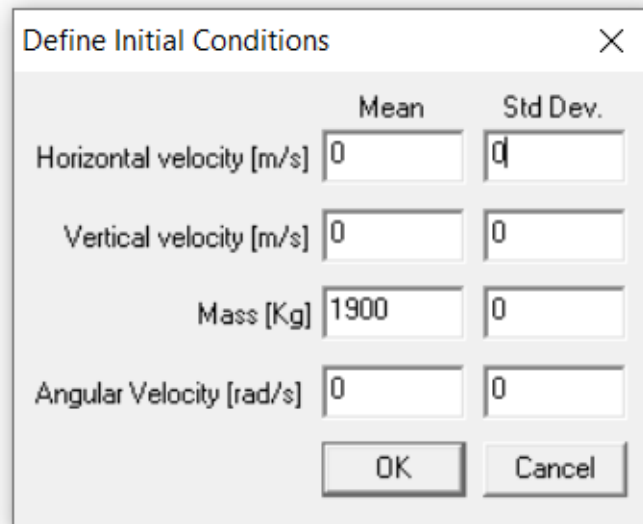 Define Initial Conditions
Mean Std Dev.
Horizontal velocity [m/s] 0 0
Vertical velocity [m/s] 0 0
Mass [Kg] 1900 0
Angular Velocity [rad/s] 0 0
OK Cancel